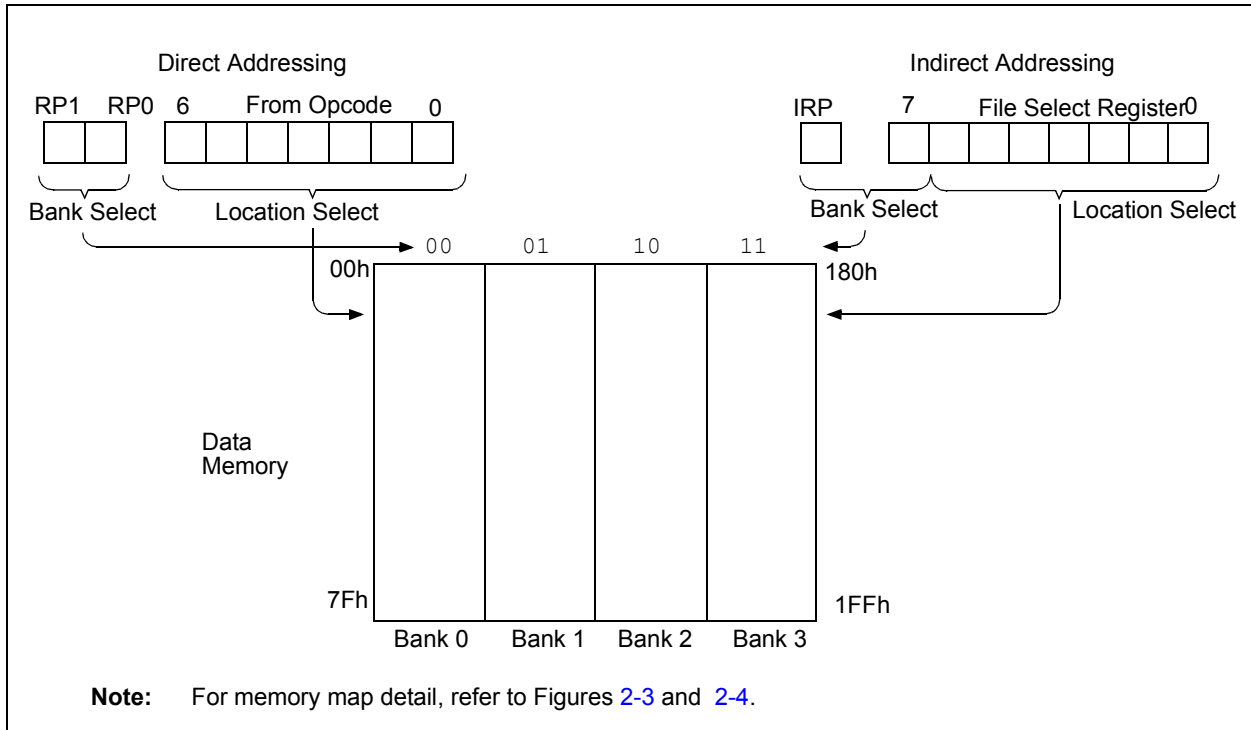 Direct Addressing
Indirect Addressing
RP1 RP0 6 From Opcode 0
IRP 7 File Select Register 0
Bank Select
Location Select
Bank Select
Location Select
00 01 10 11
00h
180h
Data
Memory
7Fh
1FFh
Bank 0 Bank 1 Bank 2 Bank 3
Note: For memory map detail, refer to Figures 2-3 and 2-4.